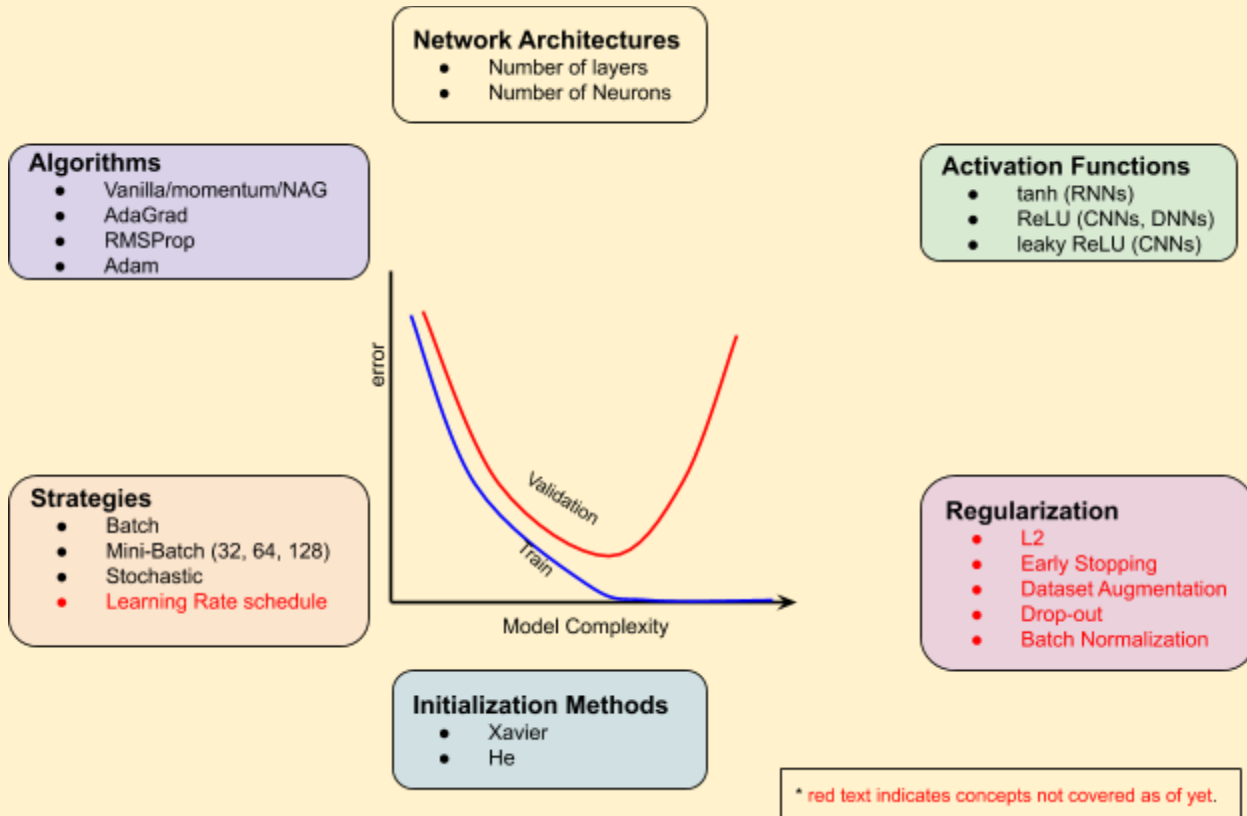 Network Architectures
● Number of layers
● Number of Neurons
Algorithms
● Vanilla/momentum/NAG
● AdaGrad
● RMSProp
● Adam
Activation Functions
● tanh (RNNs)
● ReLU (CNNs, DNNs)
● leaky ReLU (CNNs)
error
Validation
Train
Model Complexity
Strategies
● Batch
● Mini-Batch (32, 64, 128)
● Stochastic
● Learning Rate schedule
Regularization
● L2
● Early Stopping
● Dataset Augmentation
● Drop-out
● Batch Normalization
Initialization Methods
● Xavier
● He
* red text indicates concepts not covered as of yet.